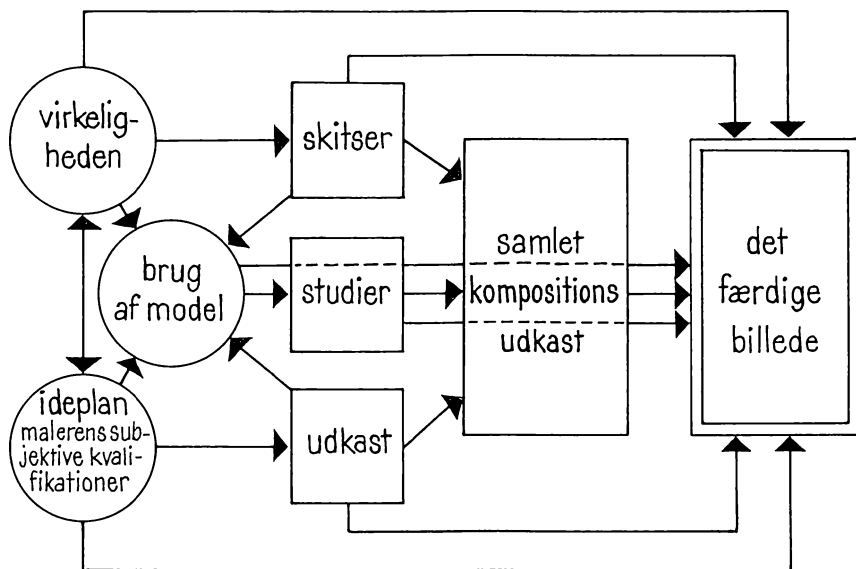 virkelig-
heden
skitser
brug
af model
studier
samlet
kompositions
udkast
det
færdige
billede
ideplan
malerens sub-
jektive kvali-
fikationer
udkast